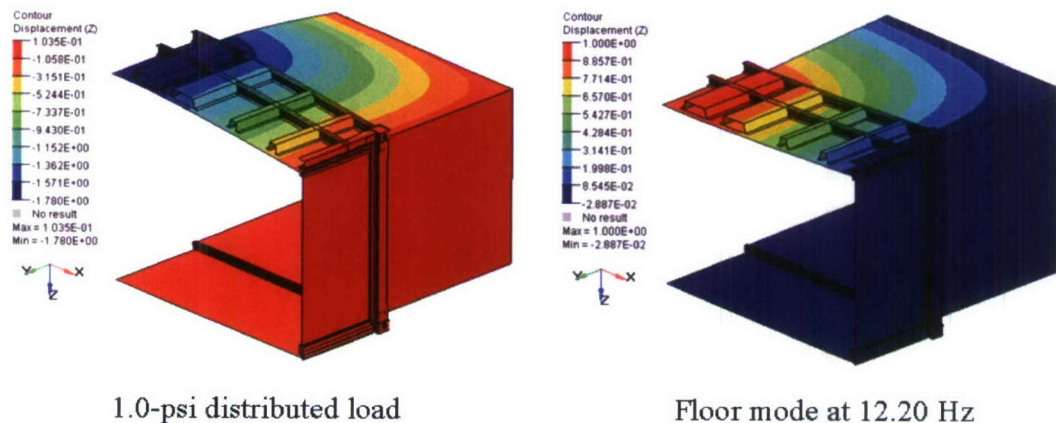 Contour
Displacement (Z)
1.035E-01
-1.058E-01
-3.151E-01
-5.244E-01
-7.337E-01
-9.430E-01
-1.152E+00
-1.362E+00
-1.571E+00
-1.780E+00
No result
Max = 1.035E-01
Min = -1.780E+00
Y
X
Z
1.0-psi distributed load
Contour
Displacement (Z)
1.000E+00
8.857E-01
7.714E-01
6.570E-01
5.427E-01
4.284E-01
3.141E-01
1.998E-01
8.545E-02
-2.887E-02
No result
Max = 1.000E+00
Min = -2.887E-02
Y
X
Z
Floor mode at 12.20 Hz